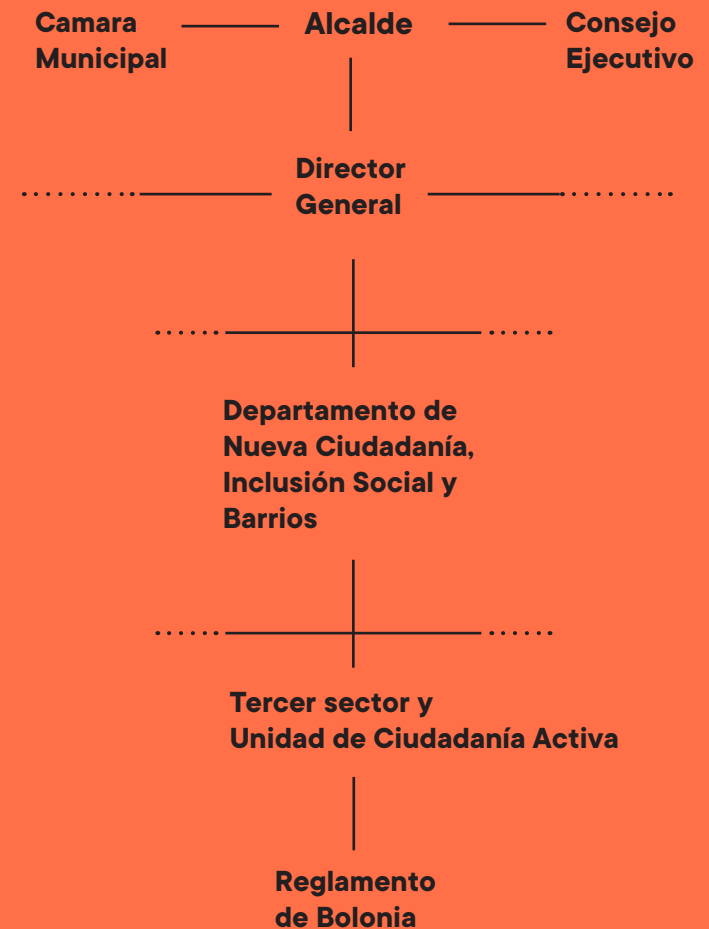 Camara
Municipal
Alcalde
Consejo
Ejecutivo
Director
General
Departamento de
Nueva Ciudadanía,
Inclusión Social y
Barrios
Tercer sector y
Unidad de Ciudadanía Activa
Reglamento
de Bolonia